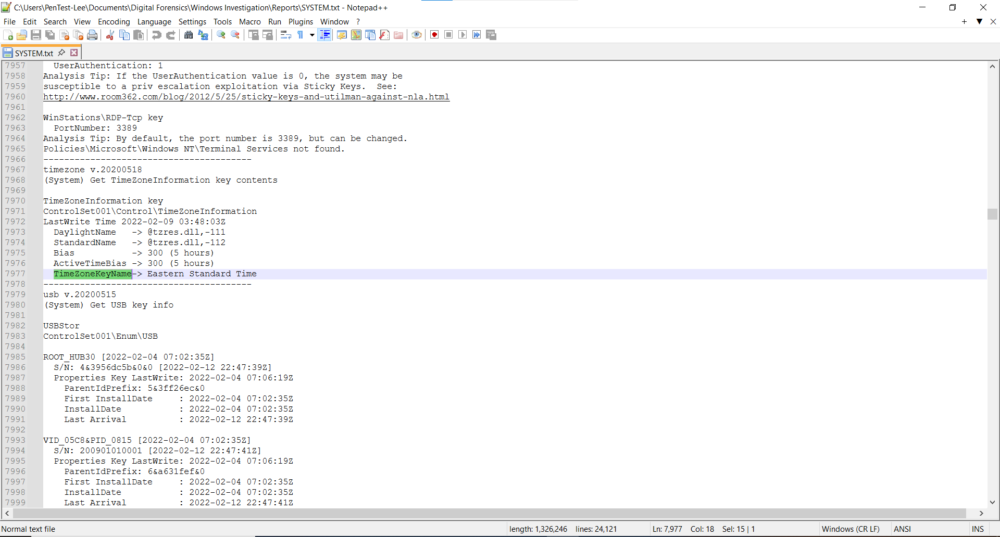 C:\Users\PenTest-Lee\Documents\Digital Forensics\Windows Investigation\Reports\SYSTEM.txt - Notepad++
File Edit Search View Encoding Language Settings Tools Macro Run Plugins Window ?
SYSTEM.txt
7957 UserAuthentication: 1
7958 Analysis Tip: If the UserAuthentication value is 0, the system may be
7959 susceptible to a priv escalation exploitation via Sticky Keys.  See:
7960 http://www.room362.com/blog/2012/5/25/sticky-keys-and-utilman-against-nla.html
7961
7962 WinStations\RDP-Tcp key
7963 PortNumber: 3389
7964 Analysis Tip: By default, the port number is 3389, but can be changed.
7965 Policies\Microsoft\Windows NT\Terminal Services not found.
7966 ----------------------------------------
7967 timezone v.20200518
7968 (System) Get TimeZoneInformation key contents
7969
7970 TimeZoneInformation key
7971 ControlSet001\Control\TimeZoneInformation
7972 LastWrite Time 2022-02-09 03:48:03Z
7973 DaylightName   -> @tzres.dll,-111
7974 StandardName   -> @tzres.dll,-112
7975 Bias           -> 300 (5 hours)
7976 ActiveTimeBias -> 300 (5 hours)
7977 TimeZoneKeyName-> Eastern Standard Time
7978 ----------------------------------------
7979 usb v.20200515
7980 (System) Get USB key info
7981
7982 USBStor
7983 ControlSet001\Enum\USB
7984
7985 ROOT_HUB30 [2022-02-04 07:02:35Z]
7986 S/N: 4&3956dc5b&0&0 [2022-02-12 22:47:39Z]
7987 Properties Key LastWrite: 2022-02-04 07:06:19Z
7988 ParentIdPrefix: 5&3ff26ec&0
7989 First InstallDate     : 2022-02-04 07:02:35Z
7990 InstallDate           : 2022-02-04 07:02:35Z
7991 Last Arrival          : 2022-02-12 22:47:39Z
7992
7993 VID_05C8&PID_0815 [2022-02-04 07:02:35Z]
7994 S/N: 200901010001 [2022-02-12 22:47:41Z]
7995 Properties Key LastWrite: 2022-02-04 07:06:19Z
7996 ParentIdPrefix: 6&a631fef&0
7997 First InstallDate     : 2022-02-04 07:02:35Z
7998 InstallDate           : 2022-02-04 07:02:35Z
7999 Last Arrival          : 2022-02-12 22:47:41Z
Normal text file length: 1,326,246 lines: 24,121 Ln: 7,977 Col: 18 Sel: 15 | 1 Windows (CR LF) ANSI INS